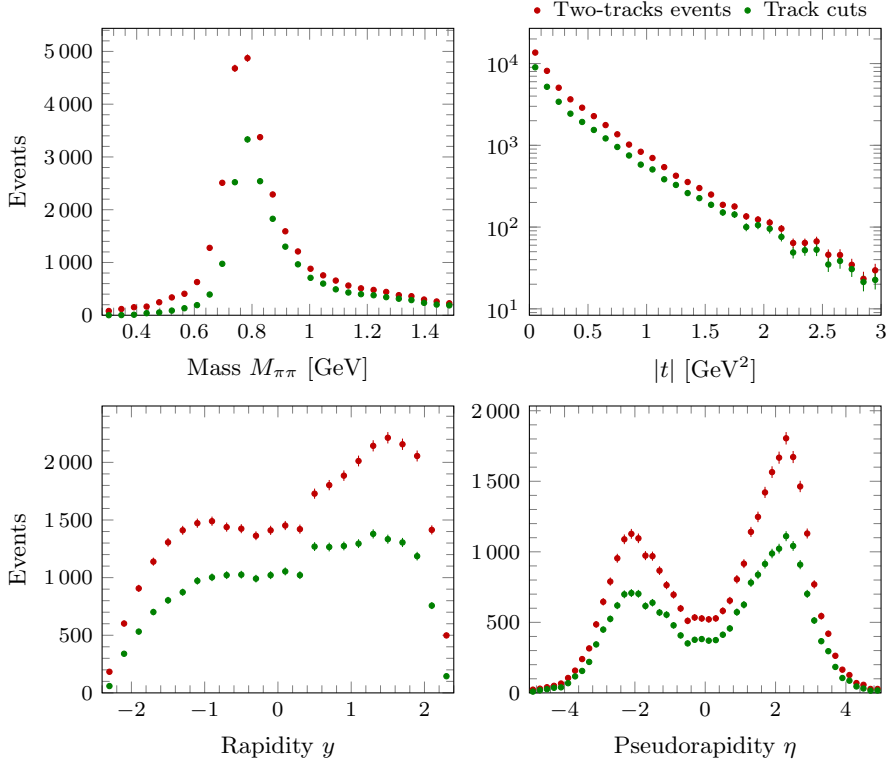 Two-tracks events Track cuts
5 000
4 000
3 000
2 000
1 000
0
Events
0.4 0.6 0.8 1 1.2 1.4
Mass M_ππ [GeV]
10^4
10^3
10^2
10^1
0 0.5 1 1.5 2 2.5 3
|t| [GeV^2]
2 000
1 500
1 000
500
0
Events
−2 −1 0 1 2
Rapidity y
2 000
1 500
1 000
500
0
−4 −2 0 2 4
Pseudorapidity η